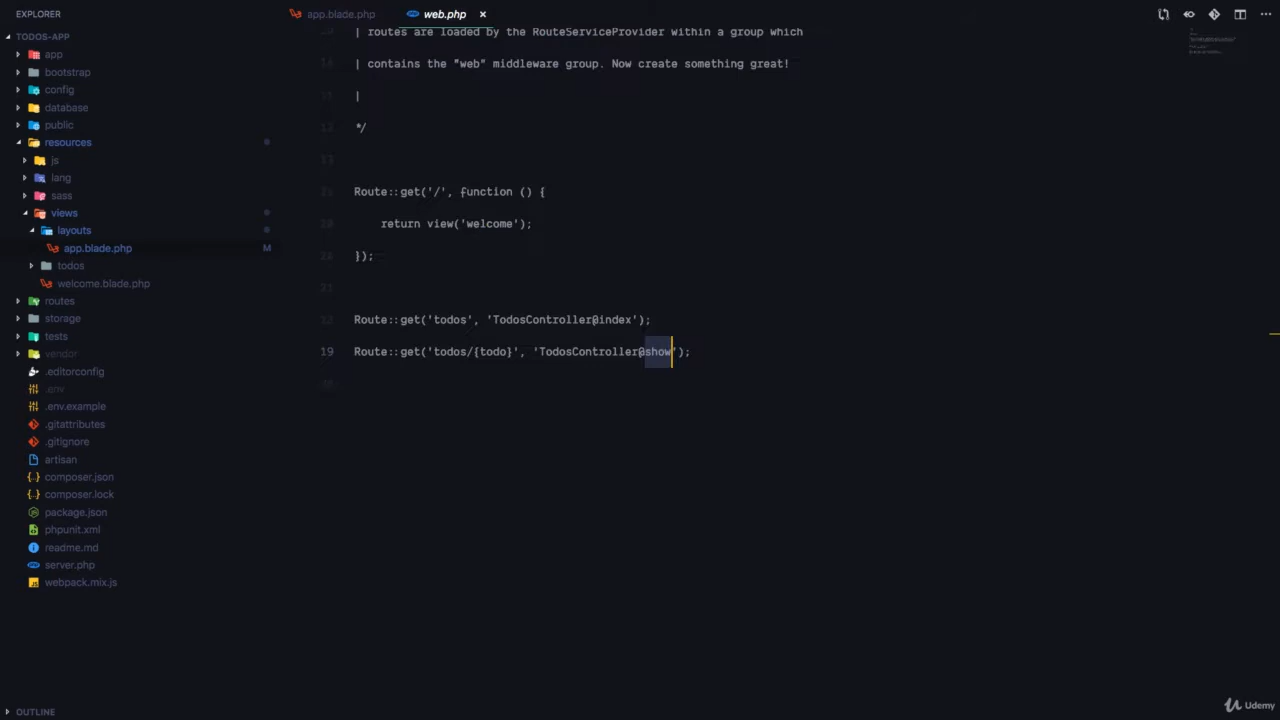 EXPLORER
app.blade.php
web.php
TODOS-APP
app
bootstrap
config
database
public
resources
js
lang
sass
views
layouts
app.blade.php
M
todos
welcome.blade.php
routes
storage
tests
vendor
.editorconfig
.env
.env.example
.gitattributes
.gitignore
artisan
composer.json
composer.lock
package.json
phpunit.xml
readme.md
server.php
webpack.mix.js
OUTLINE
| routes are loaded by the RouteServiceProvider within a group which
| contains the "web" middleware group. Now create something great!
|
*/
Route::get('/', function () {
return view('welcome');
});
Route::get('todos', 'TodosController@index');
19 Route::get('todos/{todo}', 'TodosController@show');
Udemy